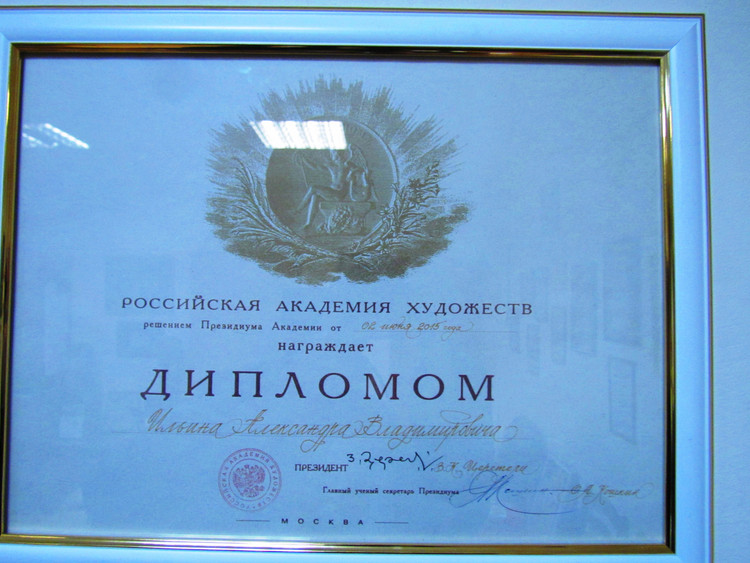 РОССИЙСКАЯ АКАДЕМИЯ ХУДОЖЕСТВ
решением Президиума Академии от 02 июня 2015 года
награждает
ДИПЛОМОМ
Ильина Александра Владимировича
ПРЕЗИДЕНТ З.К. Церетели
Главный ученый секретарь Президиума
МОСКВА